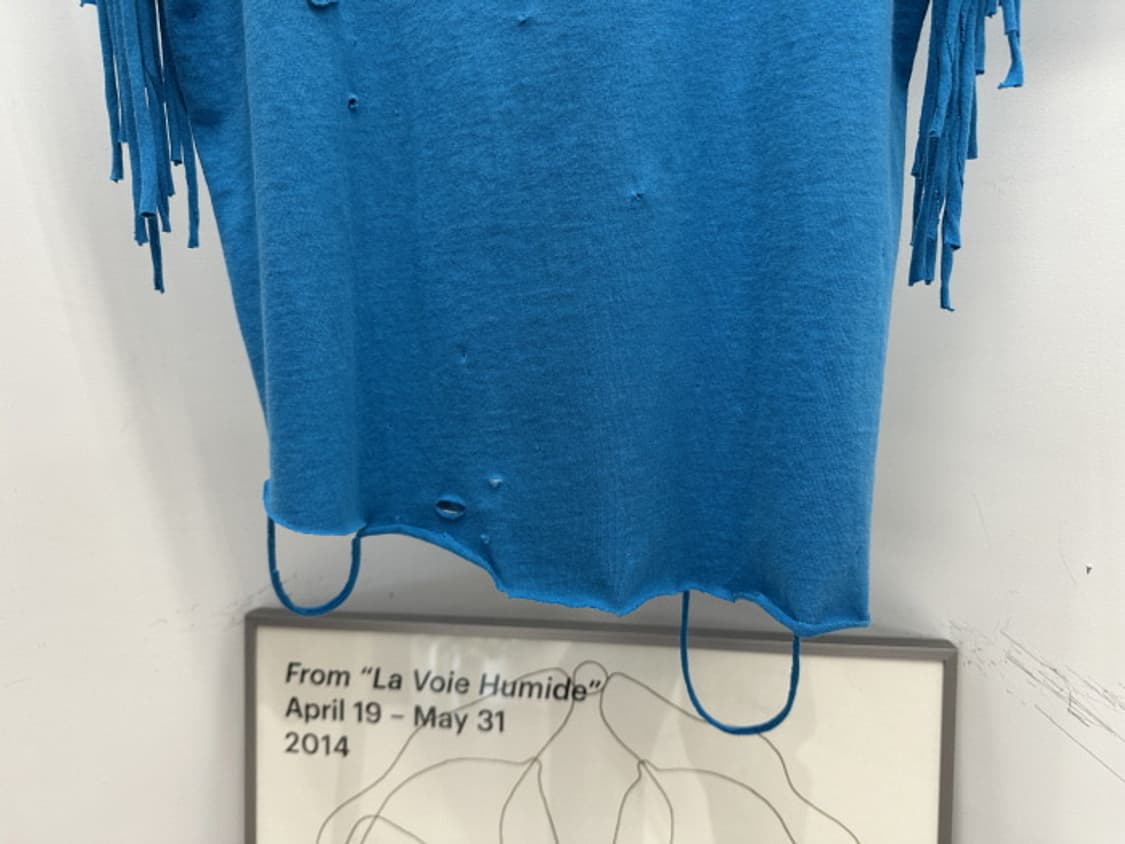 From “La Voie Humide”
April 19 – May 31
2014